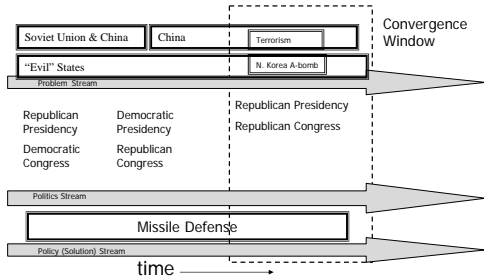 Convergence
Window
Soviet Union & China
China
Terrorism
"Evil" States
N. Korea A-bomb
Problem Stream
Republican
Presidency
Democratic
Congress
Democratic
Presidency
Republican
Congress
Republican Presidency
Republican Congress
Politics Stream
Missile Defense
Policy (Solution) Stream
time